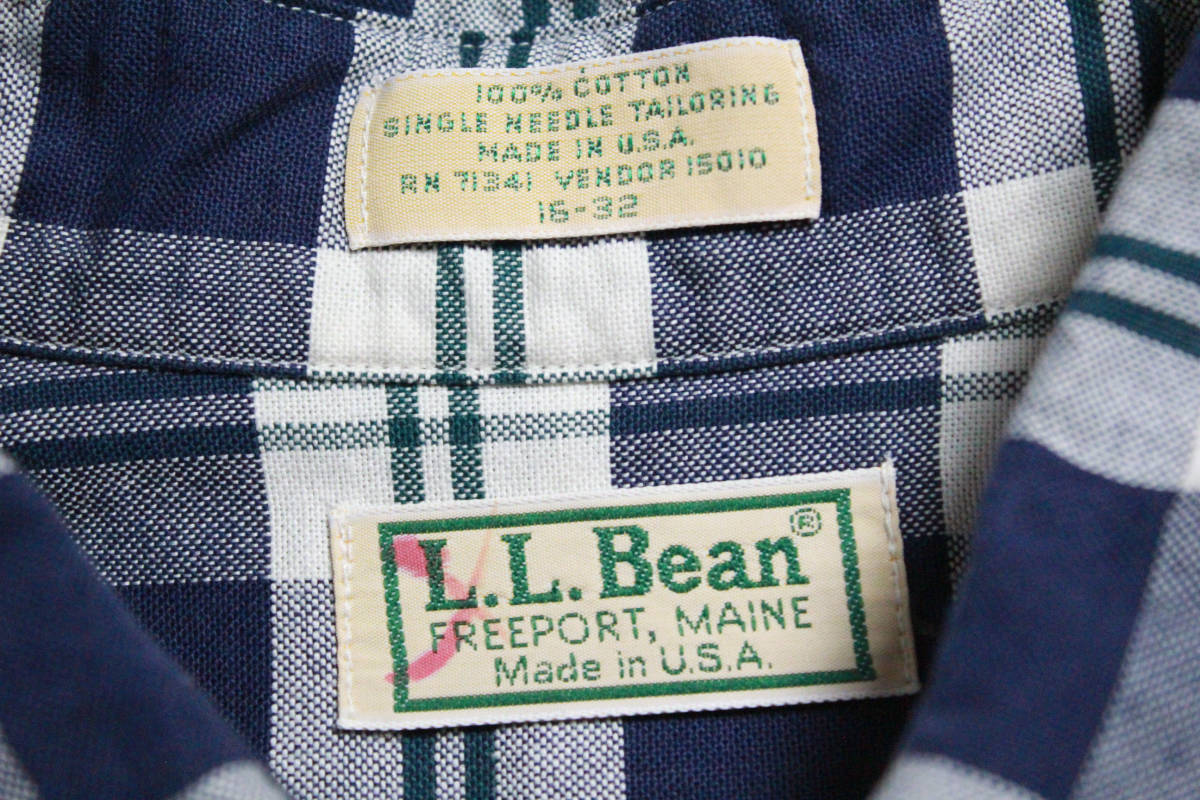 100% COTTON
SINGLE NEEDLE TAILORING
MADE IN U.S.A.
RN 71341 VENDOR 15010
16-32
L.L.Bean®
FREEPORT, MAINE
Made in U.S.A.